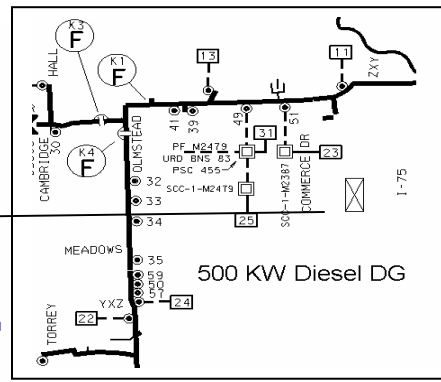 K3
F
K1
F
K4
F
HALL
CAMBRIDGE
30
OLMSTEAD
13
11
ZXY
41
39
49
51
31
23
PF M2479
URD BNS 83
PSC 455
SCC-1-M2479
SCC-1-M2387
COMMERCE DR
I-75
25
32
33
34
MEADOWS
35
59
50
57
24
YXZ
22
TORREY
500 KW Diesel DG